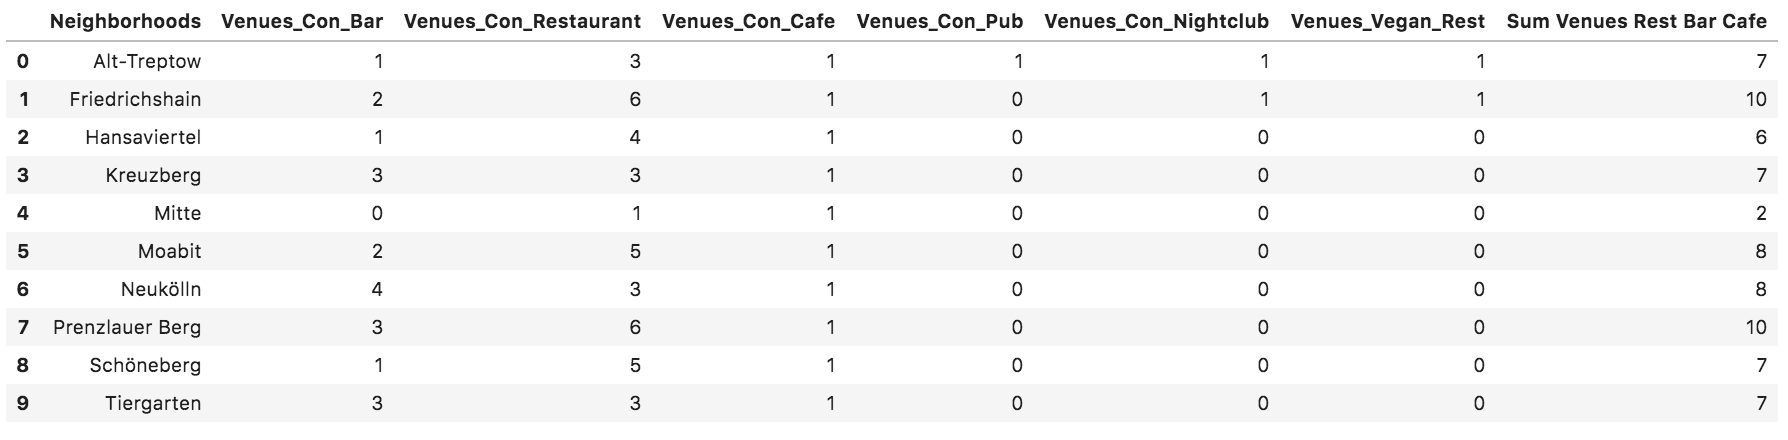 Neighborhoods Venues_Con_Bar Venues_Con_Restaurant Venues_Con_Cafe Venues_Con_Pub Venues_Con_Nightclub Venues_Vegan_Rest Sum Venues Rest Bar Cafe
0 Alt-Treptow 1 3 1 1 1 1 7
1 Friedrichshain 2 6 1 0 1 1 10
2 Hansaviertel 1 4 1 0 0 0 6
3 Kreuzberg 3 3 1 0 0 0 7
4 Mitte 0 1 1 0 0 0 2
5 Moabit 2 5 1 0 0 0 8
6 Neukölln 4 3 1 0 0 0 8
7 Prenzlauer Berg 3 6 1 0 0 0 10
8 Schöneberg 1 5 1 0 0 0 7
9 Tiergarten 3 3 1 0 0 0 7